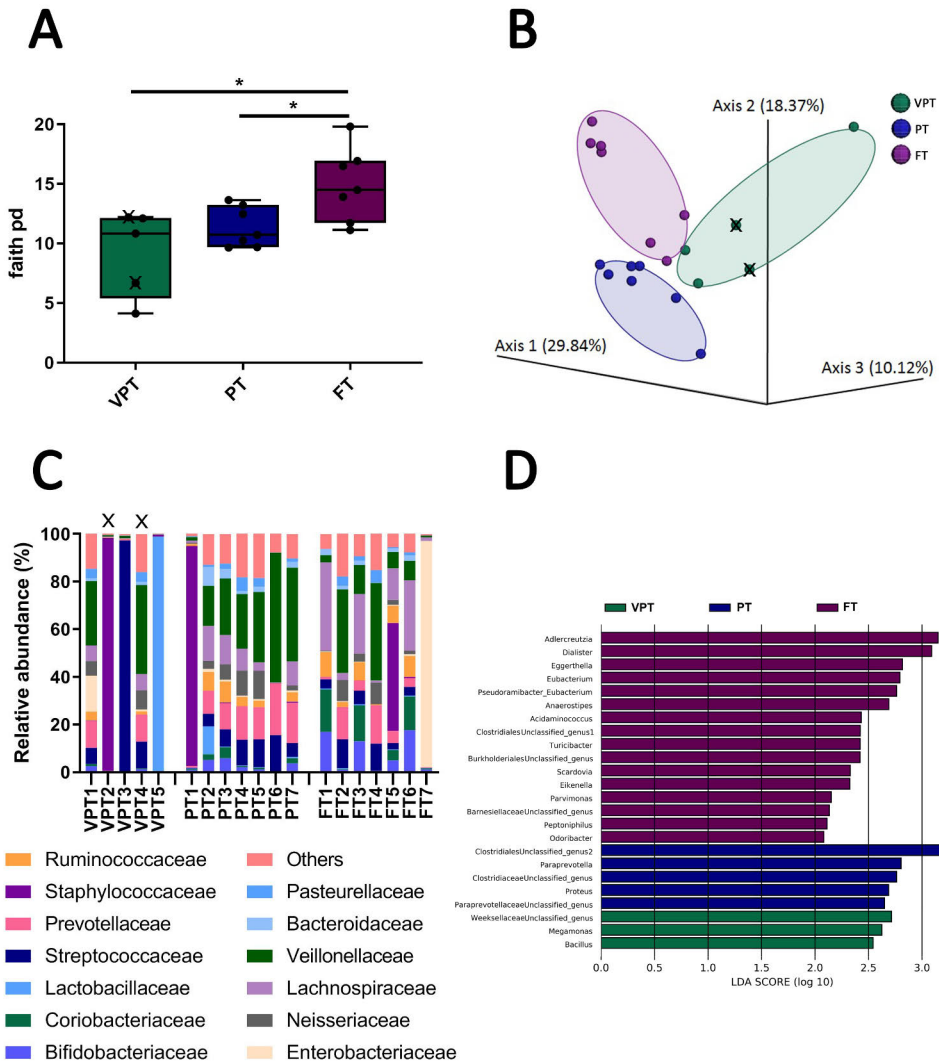 A
*
*
faith pd
20
15
10
5
0
VPT
PT
FT
B
Axis 2 (18.37%)
VPT
PT
FT
Axis 1 (29.84%)
Axis 3 (10.12%)
C
X X
Relative abundance (%)
100
80
60
40
20
0
VPT1
VPT2
VPT3
VPT4
VPT5
PT1
PT2
PT3
PT4
PT5
PT6
PT7
FT1
FT2
FT3
FT4
FT5
FT6
FT7
Ruminococcaceae
Staphylococcaceae
Prevotellaceae
Streptococcaceae
Lactobacillaceae
Coriobacteriaceae
Bifidobacteriaceae
Others
Pasteurellaceae
Bacteroidaceae
Veillonellaceae
Lachnospiraceae
Neisseriaceae
Enterobacteriaceae
D
VPT PT FT
Adlercreutzia
Dialister
Eggerthella
Eubacterium
Pseudoramibacter_Eubacterium
Anaerostipes
Acidaminococcus
ClostridialesUnclassified_genus1
Turicibacter
BurkholderialesUnclassified_genus
Scardovia
Eikenella
Parvimonas
BarnesiellaceaeUnclassified_genus
Peptoniphilus
Odoribacter
ClostridialesUnclassified_genus2
Paraprevotella
ClostridiaceaeUnclassified_genus
Proteus
ParaprevotellaceaeUnclassified_genus
WeeksellaceaeUnclassified_genus
Megamonas
Bacillus
0.0 0.5 1.0 1.5 2.0 2.5 3.0
LDA SCORE (log 10)